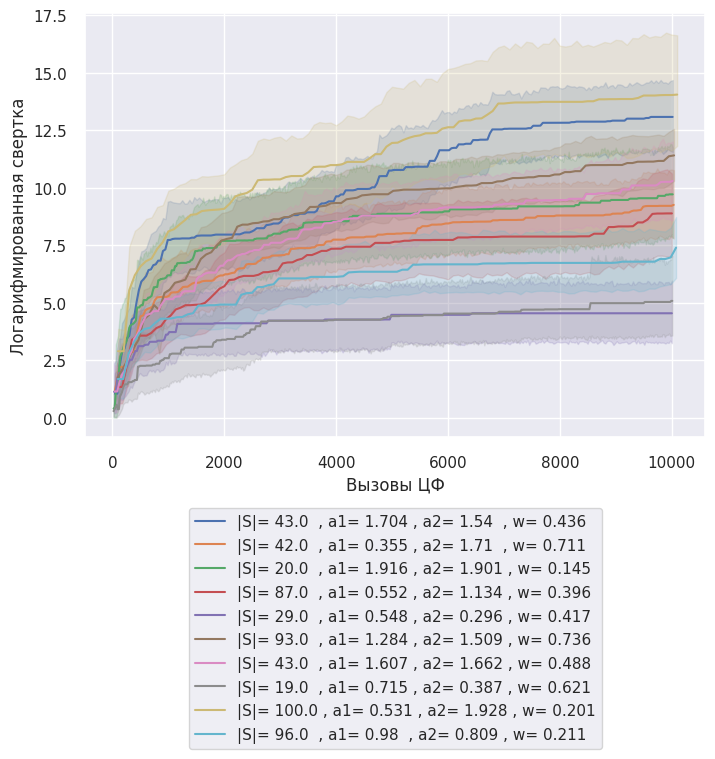 17.5
15.0
12.5
10.0
7.5
5.0
2.5
0.0
Логарифмированная свертка
0 2000 4000 6000 8000 10000
Вызовы ЦФ
|S|= 43.0 , a1= 1.704 , a2= 1.54 , w= 0.436
|S|= 42.0 , a1= 0.355 , a2= 1.71 , w= 0.711
|S|= 20.0 , a1= 1.916 , a2= 1.901 , w= 0.145
|S|= 87.0 , a1= 0.552 , a2= 1.134 , w= 0.396
|S|= 29.0 , a1= 0.548 , a2= 0.296 , w= 0.417
|S|= 93.0 , a1= 1.284 , a2= 1.509 , w= 0.736
|S|= 43.0 , a1= 1.607 , a2= 1.662 , w= 0.488
|S|= 19.0 , a1= 0.715 , a2= 0.387 , w= 0.621
|S|= 100.0 , a1= 0.531 , a2= 1.928 , w= 0.201
|S|= 96.0 , a1= 0.98 , a2= 0.809 , w= 0.211